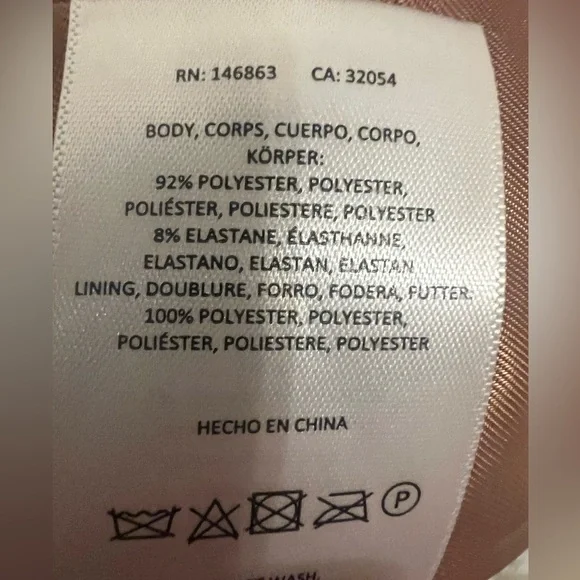 RN: 146863 CA: 32054
BODY, CORPS, CUERPO, CORPO,
KÖRPER:
92% POLYESTER, POLYESTER,
POLIÉSTER, POLIESTERE, POLYESTER
8% ELASTANE, ÉLASTHANNE,
ELASTANO, ELASTAN, ELASTAN
LINING, DOUBLURE, FORRO, FODERA, FUTTER:
100% POLYESTER, POLYESTER,
POLIÉSTER, POLIESTERE, POLYESTER
HECHO EN CHINA
P
WASH,